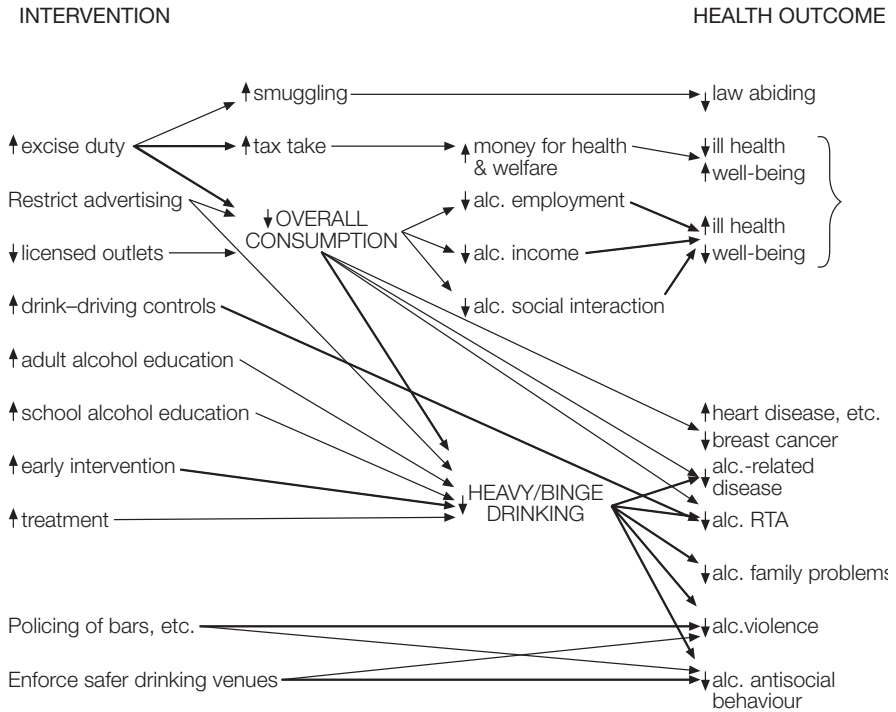 INTERVENTION
HEALTH OUTCOME
smuggling
law abiding
excise duty
tax take
money for health
& welfare
ill health
well-being
Restrict advertising
OVERALL
CONSUMPTION
alc. employment
ill health
well-being
licensed outlets
alc. income
drink–driving controls
alc. social interaction
adult alcohol education
school alcohol education
heart disease, etc.
breast cancer
early intervention
alc.-related
disease
HEAVY/BINGE
DRINKING
treatment
alc. RTA
alc. family problems
Policing of bars, etc.
alc.violence
Enforce safer drinking venues
alc. antisocial
behaviour